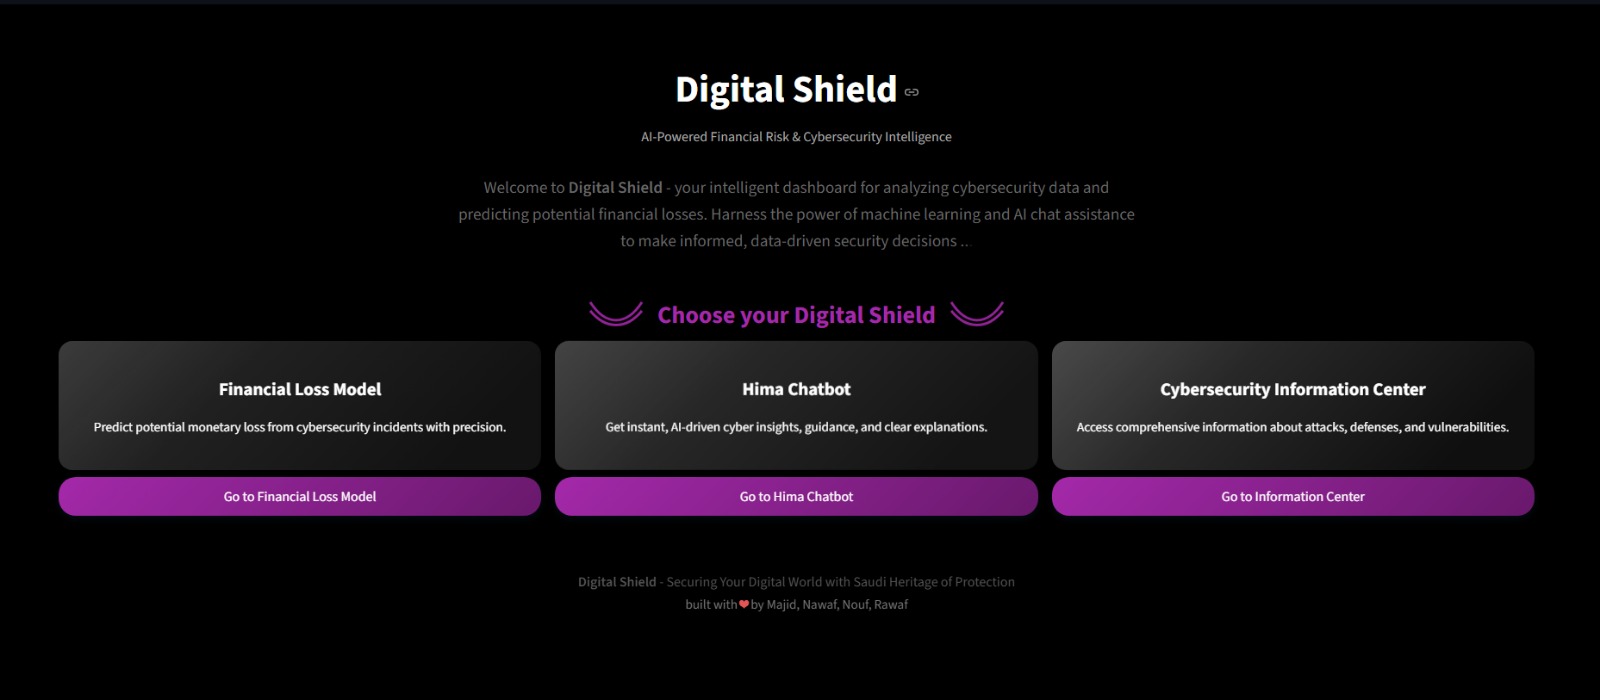 Digital Shield
AI-Powered Financial Risk & Cybersecurity Intelligence
Welcome to Digital Shield - your intelligent dashboard for analyzing cybersecurity data and
predicting potential financial losses. Harness the power of machine learning and AI chat assistance
to make informed, data-driven security decisions ...
Choose your Digital Shield
Financial Loss Model
Predict potential monetary loss from cybersecurity incidents with precision.
Go to Financial Loss Model
Hima Chatbot
Get instant, AI-driven cyber insights, guidance, and clear explanations.
Go to Hima Chatbot
Cybersecurity Information Center
Access comprehensive information about attacks, defenses, and vulnerabilities.
Go to Information Center
Digital Shield - Securing Your Digital World with Saudi Heritage of Protection
built with❤️by Majid, Nawaf, Nouf, Rawaf